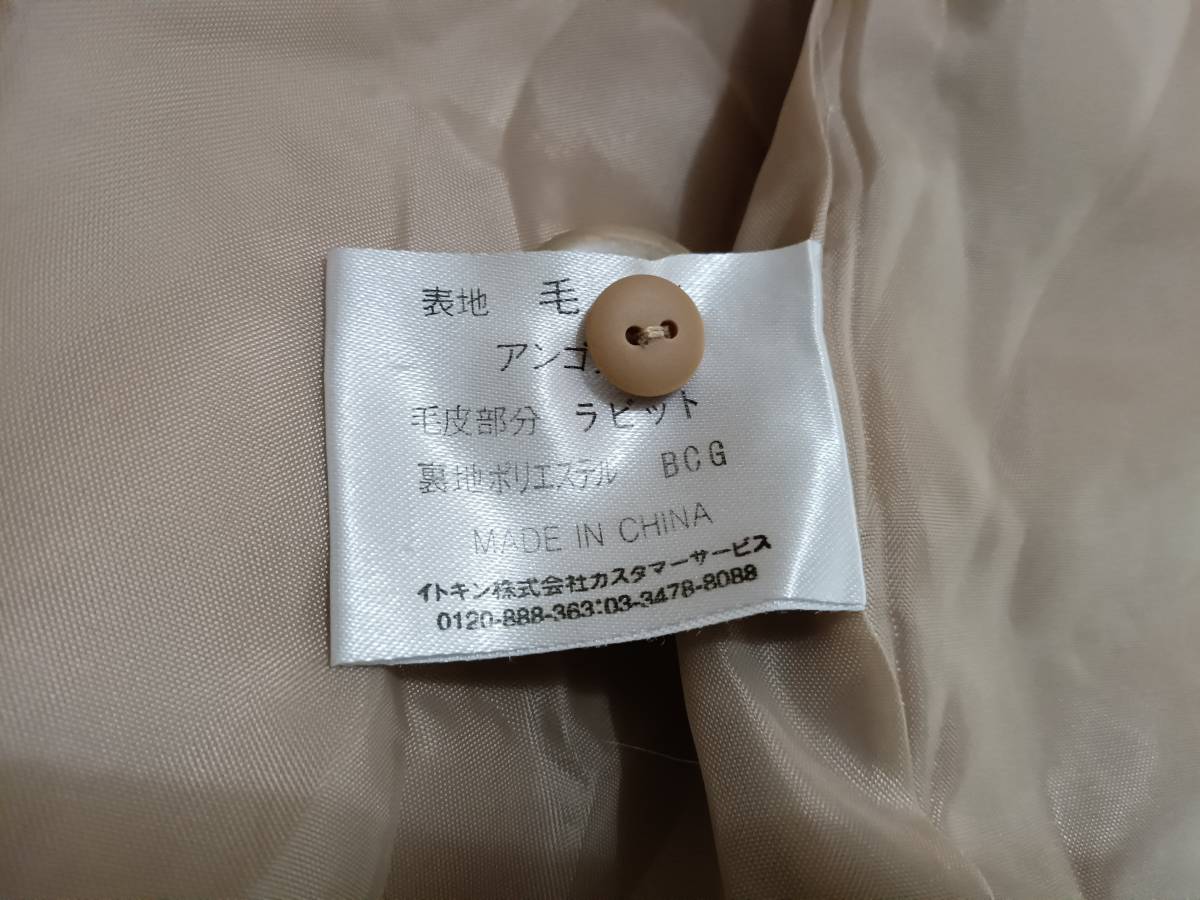 表地 毛
アンゴ
毛皮部分 ラビット
裏地ポリエステル BCG
MADE IN CHINA
イトキン株式会社カスタマーサービス
0120-888-363:03-3478-8088